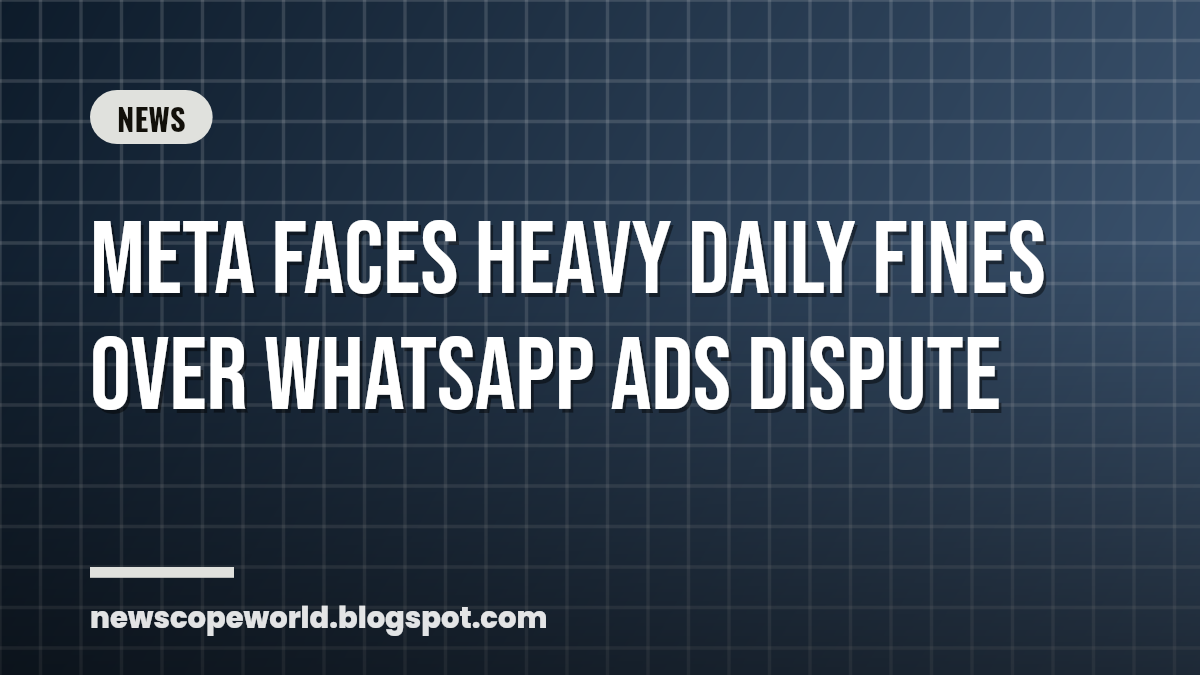 NEWS
META FACES HEAVY DAILY FINES
OVER WHATSAPP ADS DISPUTE
newscopeworld.blogspot.com